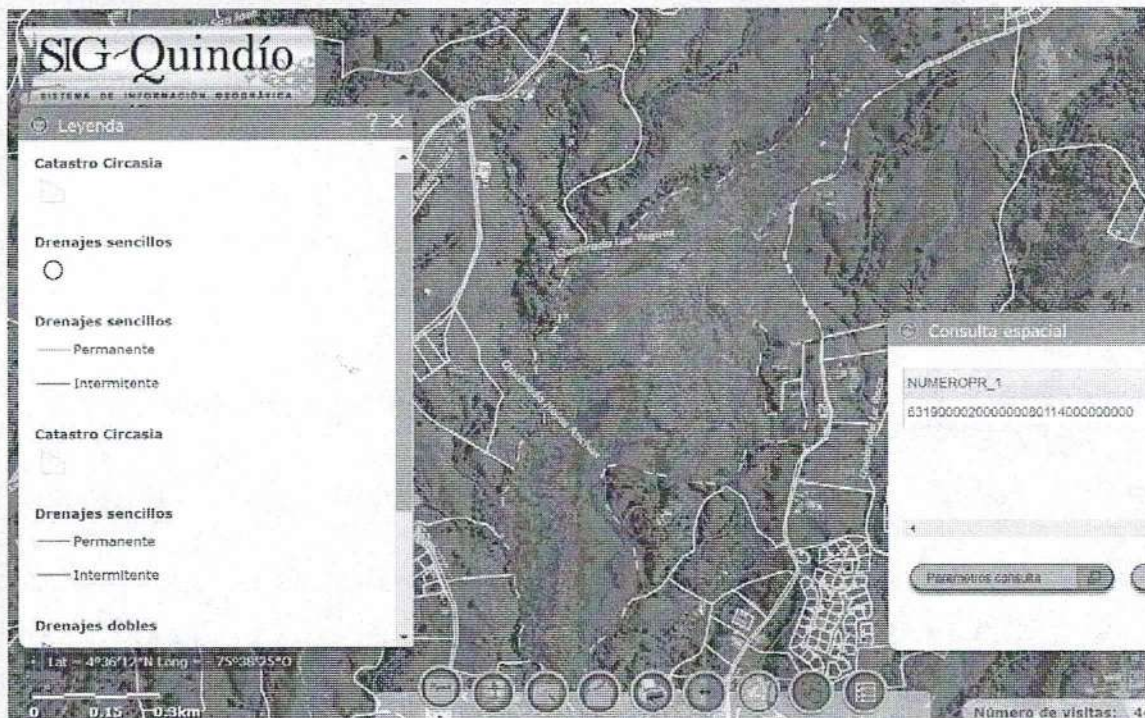 SIG-Quindío
SISTEMA DE INFORMACIÓN GEOGRÁFICA
Leyenda ? ×
Catastro Circasia
Drenajes sencillos
Drenajes sencillos
Permanente
Intermitente
Catastro Circasia
Drenajes sencillos
Permanente
Intermitente
Drenajes dobles
Consulta espacial
NUMEROPR_1
Parametros consulta
Lat = 4°36'12"N Long = -75°38'25"O
0 0.15 0.3km
Número de visitas: 4